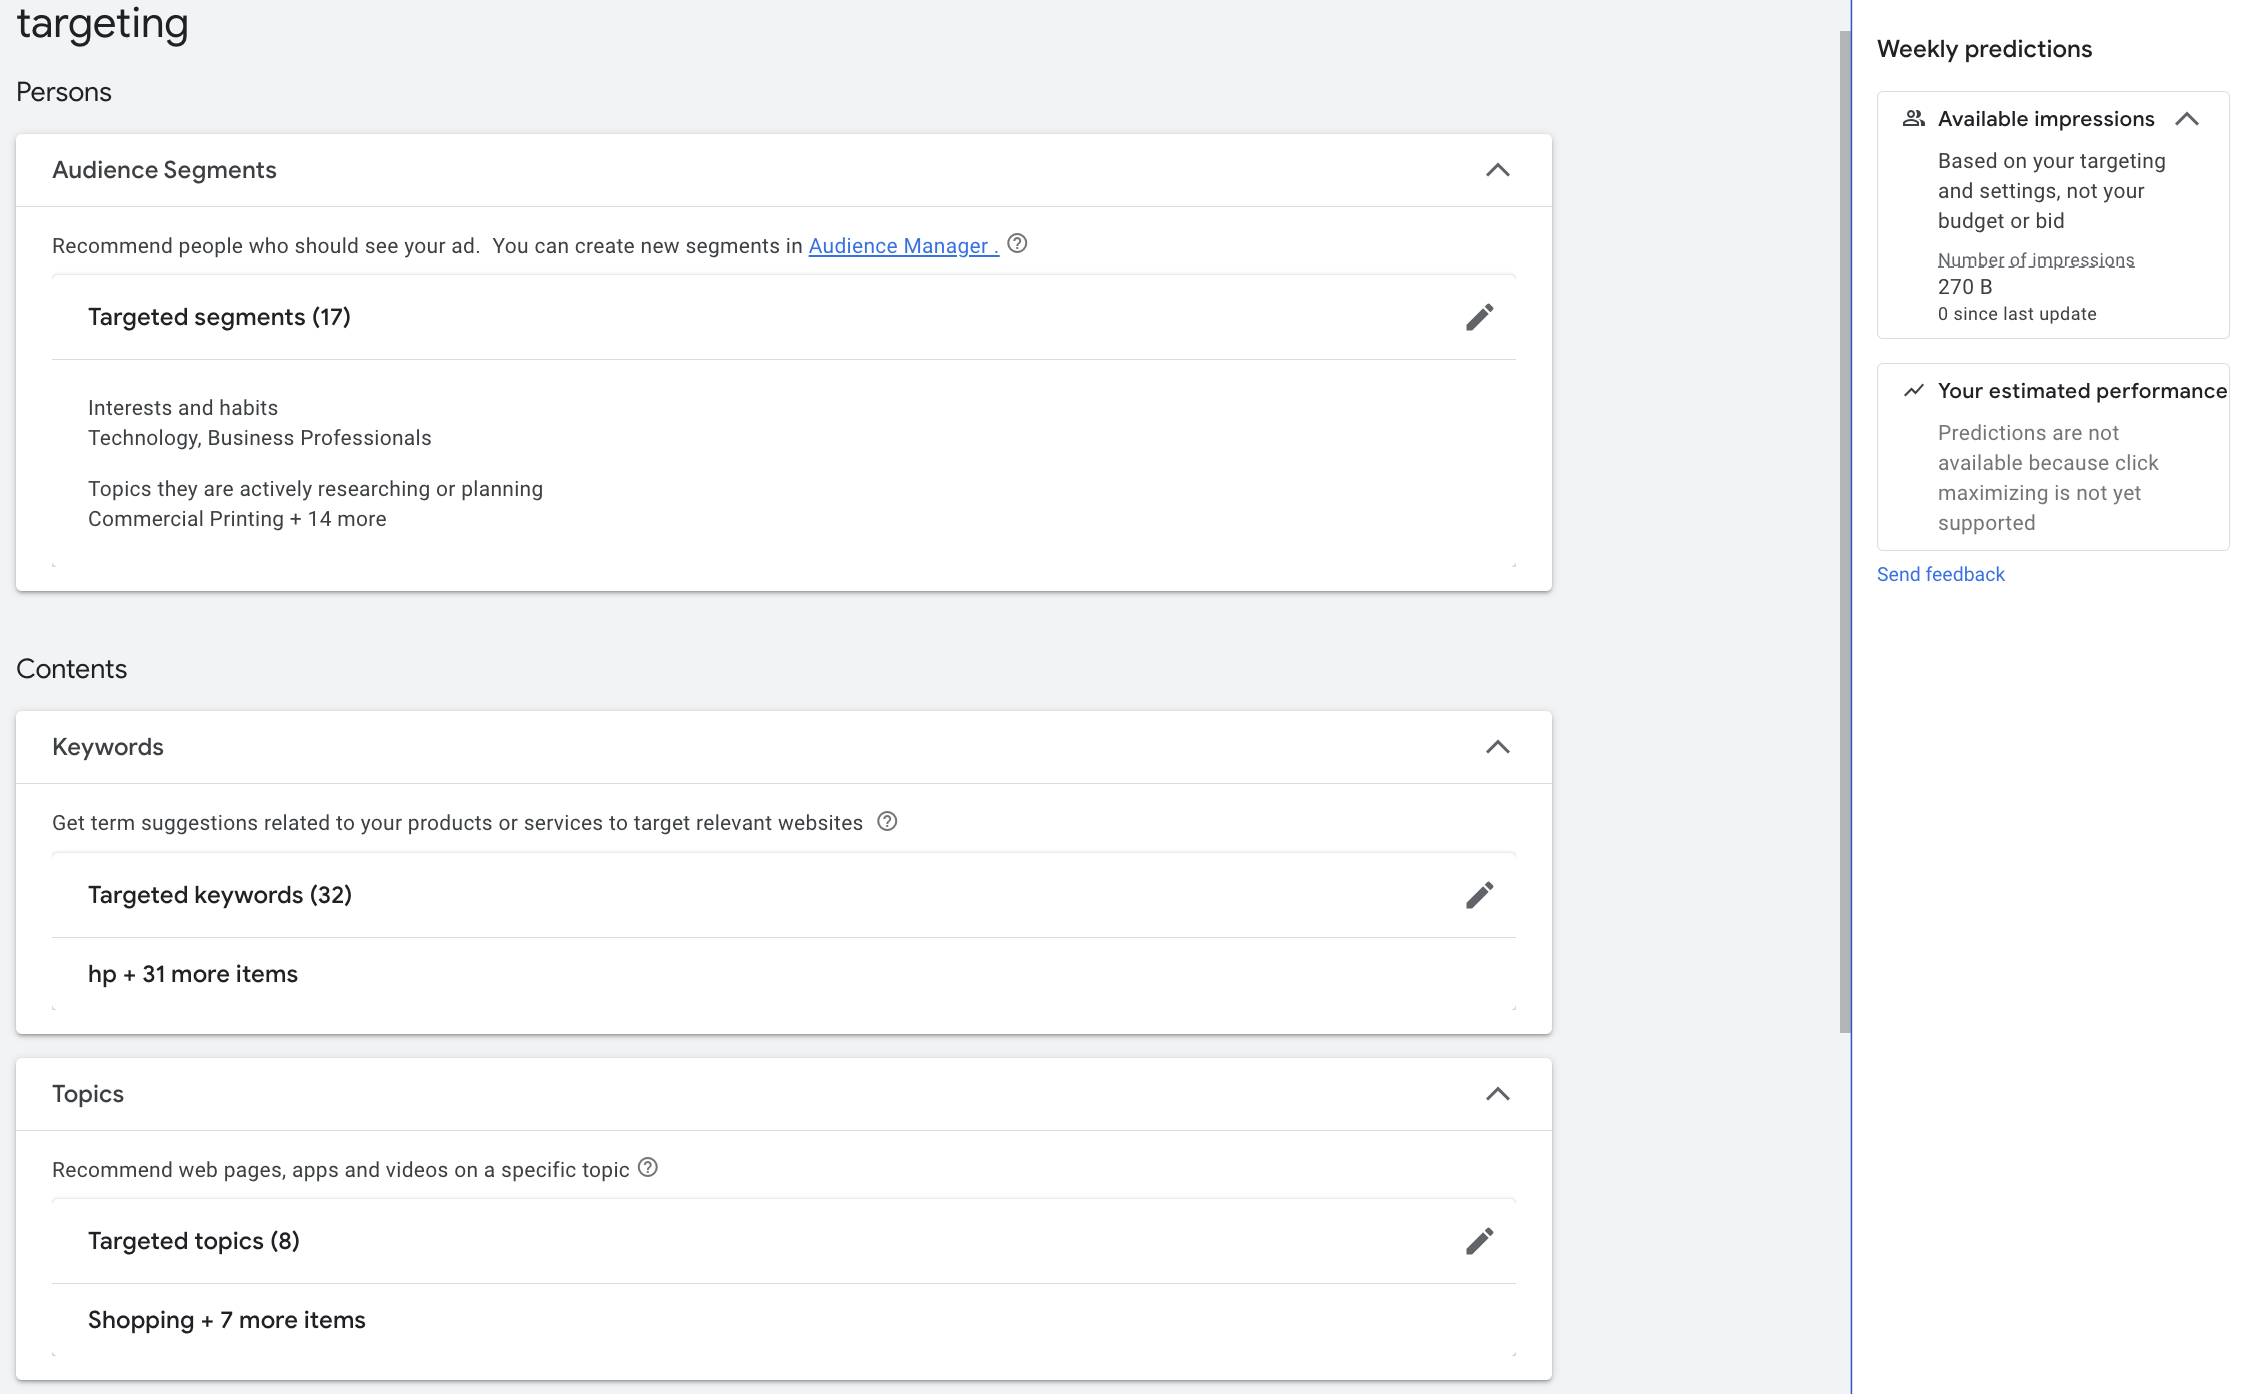 targeting
Persons
Audience Segments
Recommend people who should see your ad. You can create new segments in Audience Manager .
Targeted segments (17)
Interests and habits
Technology, Business Professionals
Topics they are actively researching or planning
Commercial Printing + 14 more
Contents
Keywords
Get term suggestions related to your products or services to target relevant websites
Targeted keywords (32)
hp + 31 more items
Topics
Recommend web pages, apps and videos on a specific topic
Targeted topics (8)
Shopping + 7 more items
Weekly predictions
Available impressions
Based on your targeting
and settings, not your
budget or bid
Number of impressions
270 B
0 since last update
Your estimated performance
Predictions are not
available because click
maximizing is not yet
supported
Send feedback